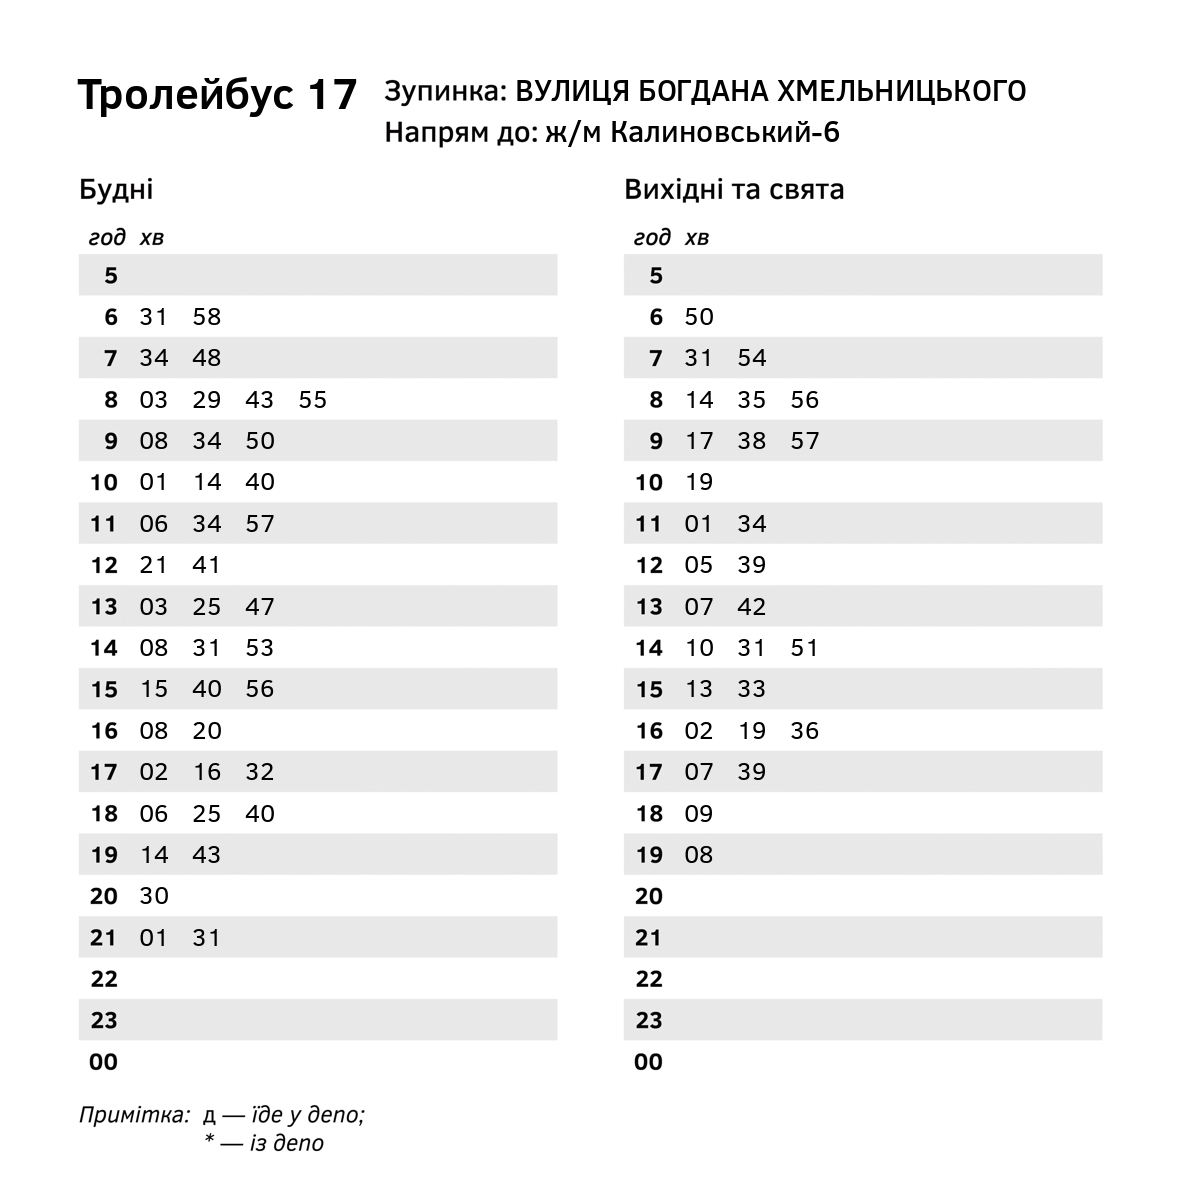 Тролейбус 17
Зупинка: ВУЛИЦЯ БОГДАНА ХМЕЛЬНИЦЬКОГО
Напрям до: ж/м Калиновський-6
Будні
год хв
5
6 31 58
7 34 48
8 03 29 43 55
9 08 34 50
10 01 14 40
11 06 34 57
12 21 41
13 03 25 47
14 08 31 53
15 15 40 56
16 08 20
17 02 16 32
18 06 25 40
19 14 43
20 30
21 01 31
22
23
00
Вихідні та свята
год хв
5
6 50
7 31 54
8 14 35 56
9 17 38 57
10 19
11 01 34
12 05 39
13 07 42
14 10 31 51
15 13 33
16 02 19 36
17 07 39
18 09
19 08
20
21
22
23
00
Примітка: д — їде у депо;
* — із депо